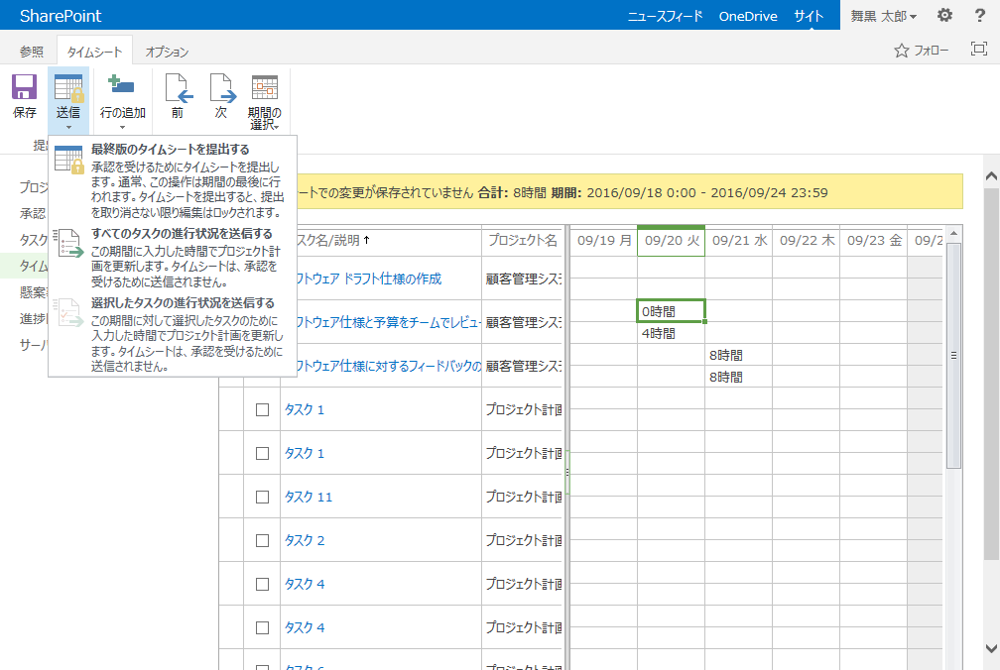 SharePoint
ニュースフィード OneDrive サイト 舞黒 太郎
参照 タイムシート オプション
フォロー
保存 送信 行の追加 前 次 期間の
選択
提出
最終版のタイムシートを提出する
承認を受けるためにタイムシートを提出し
ます。通常、この操作は期間の最後に行
われます。タイムシートを提出すると、提出
を取り消さない限り編集はロックされます。
すべてのタスクの進行状況を送信する
この期間に入力した時間でプロジェクト計
画を更新します。タイムシートは、承認を
受けるために送信されません。
選択したタスクの進行状況を送信する
この期間に対して選択したタスクのために
入力した時間でプロジェクト計画を更新し
ます。タイムシートは、承認を受けるために
送信されません。
プロジ
承認
タスク
タイム
懸案
進捗
サーバ
ートでの変更が保存されていません 合計: 8時間 期間: 2016/09/18 0:00 - 2016/09/24 23:59
スク名/説明↑ プロジェクト名 09/19 月 09/20 火 09/21 水 09/22 木 09/23 金 09/2
フトウェア ドラフト仕様の作成 顧客管理シス
フトウェア仕様と予算をチームでレビュー 顧客管理シス 0時間
4時間
フトウェア仕様に対するフィードバックの 顧客管理シス 8時間
8時間
タスク 1 プロジェクト計画
タスク 1 プロジェクト計画
タスク 11 プロジェクト計画
タスク 2 プロジェクト計画
タスク 4 プロジェクト計画
タスク 4 プロジェクト計画